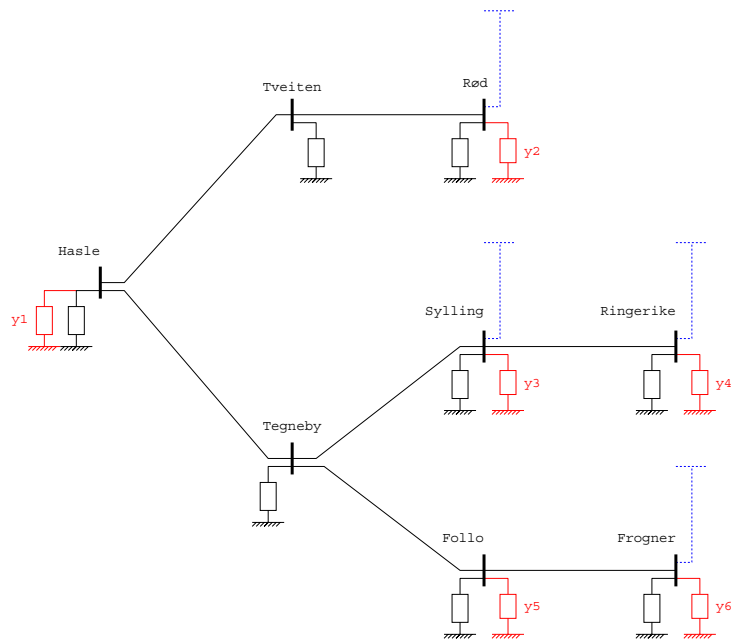 Tveiten
Rød
y2
Hasle
y1
Sylling
Ringerike
y3
y4
Tegneby
Follo
Frogner
y5
y6